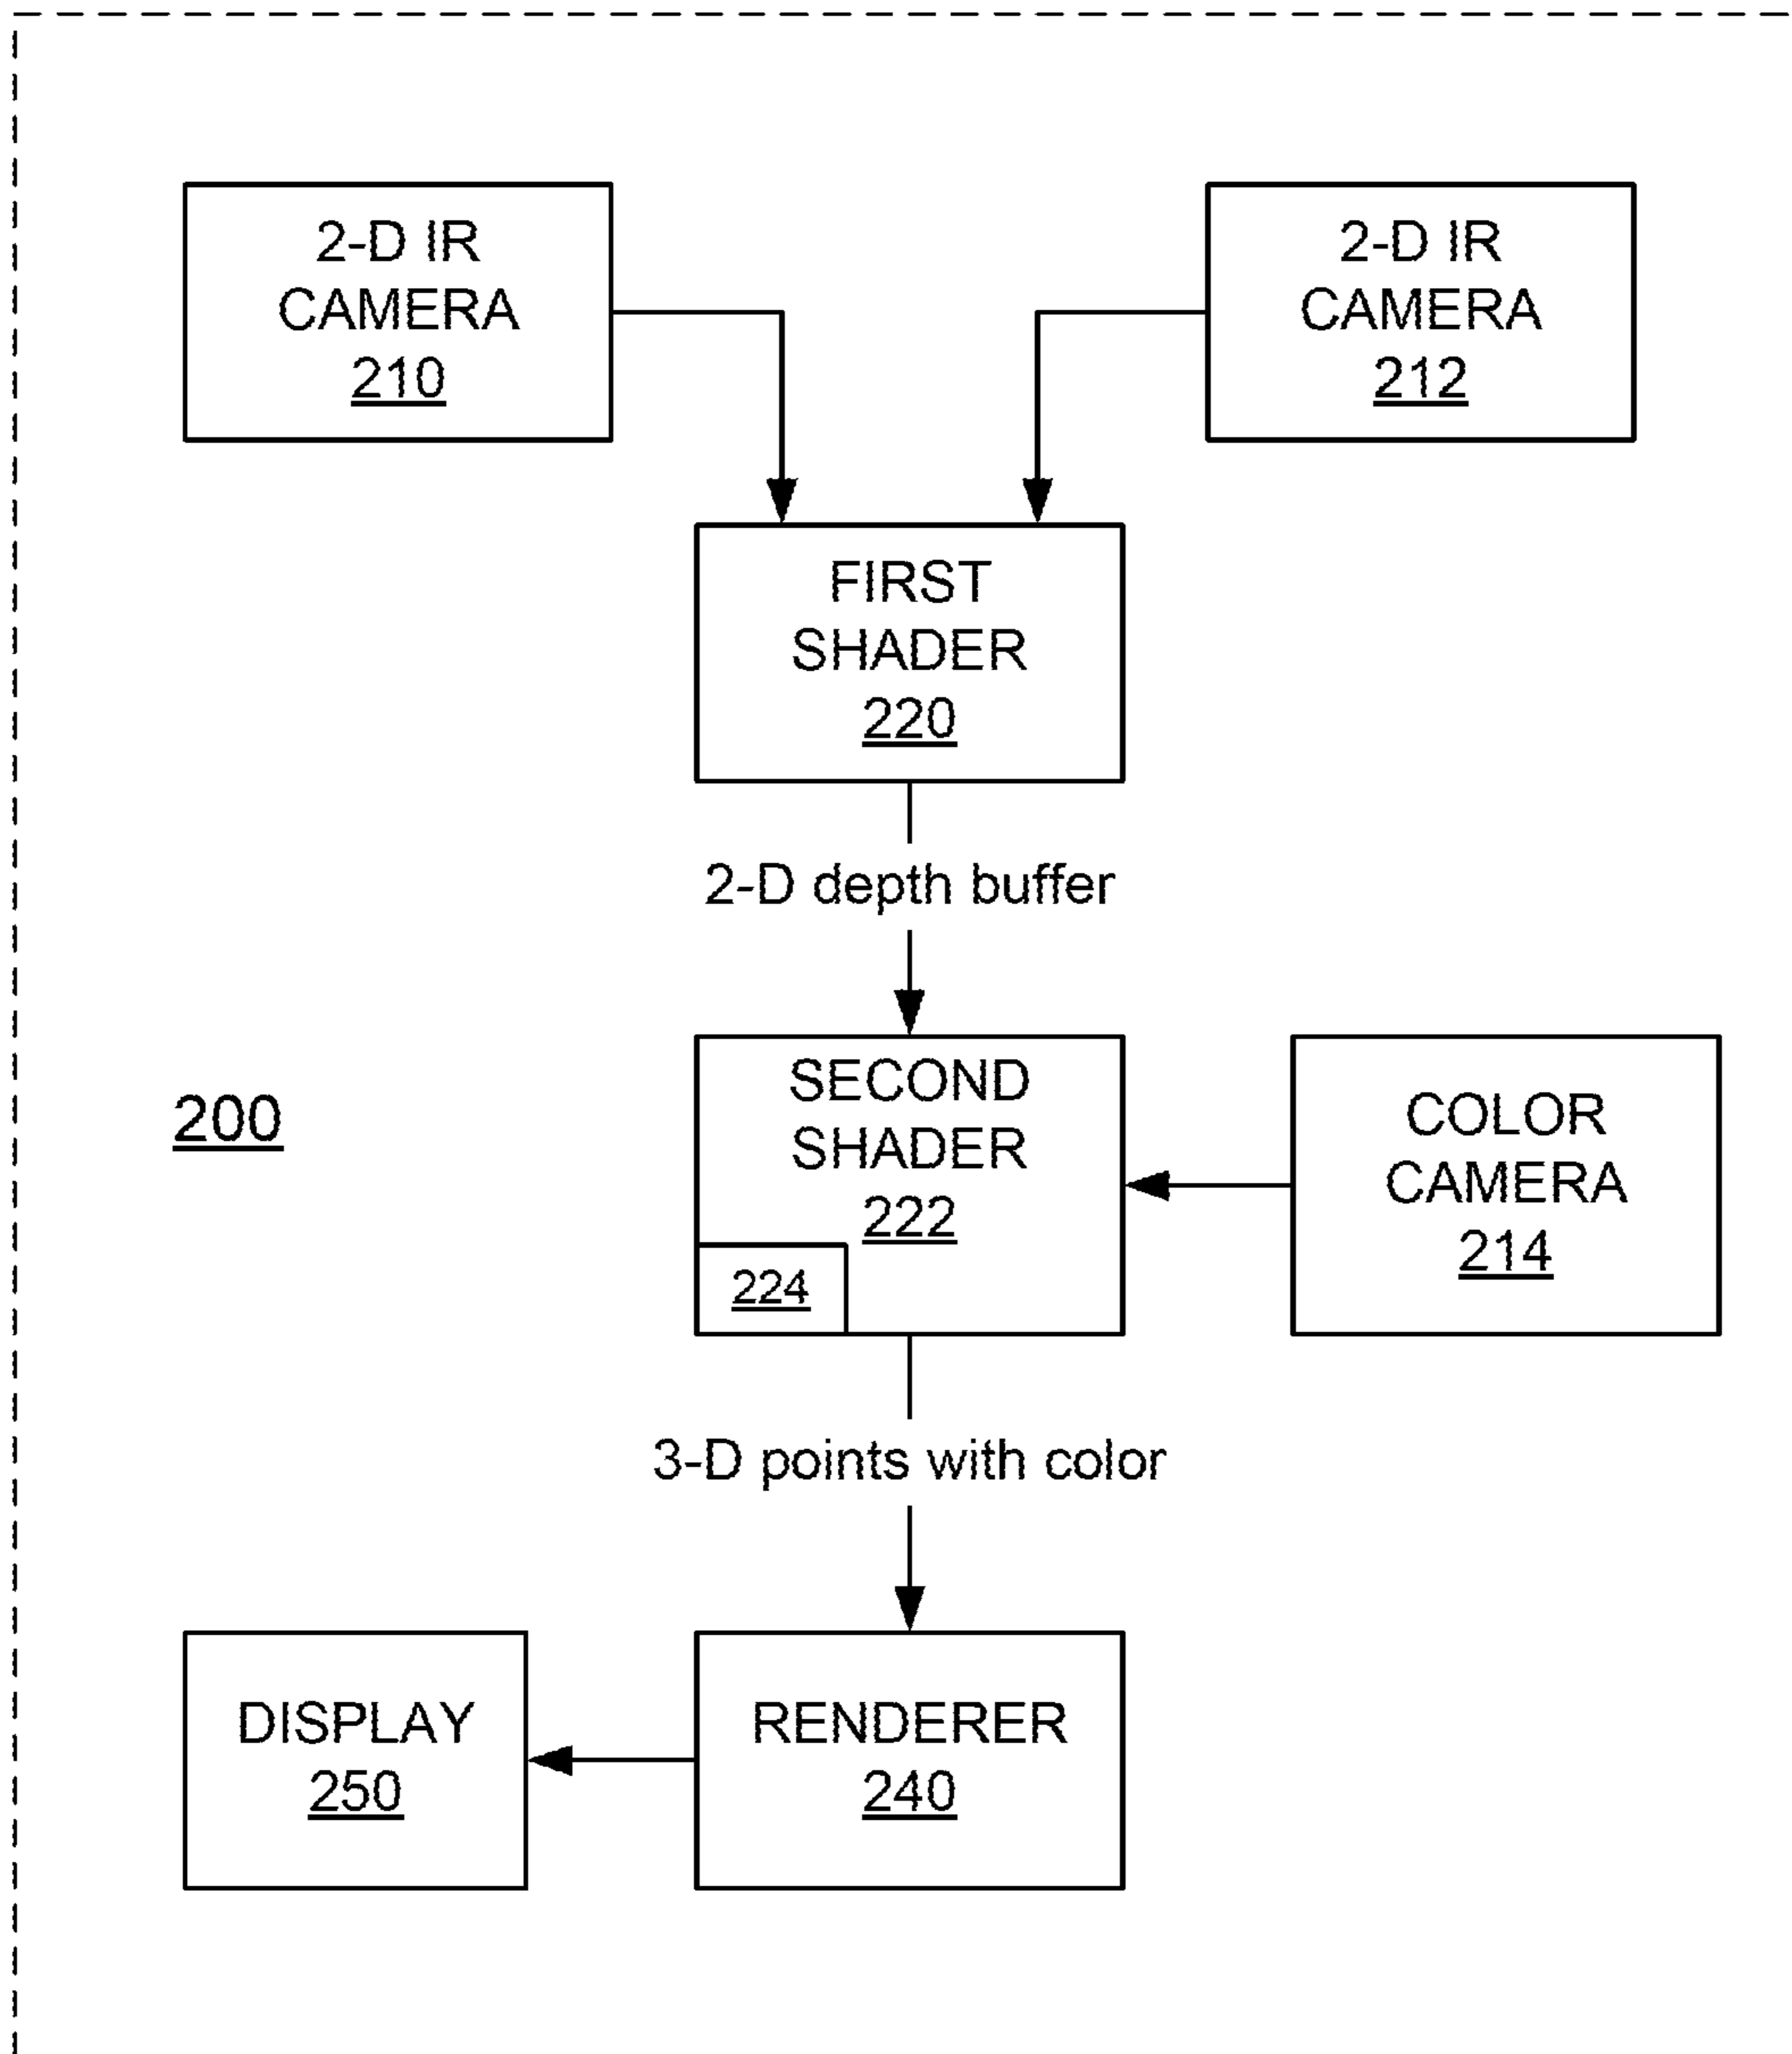 2-D IR
CAMERA
210
2-D IR
CAMERA
212
FIRST
SHADER
220
2-D depth buffer
200
SECOND
SHADER
222
224
COLOR
CAMERA
214
3-D points with color
DISPLAY
250
RENDERER
240